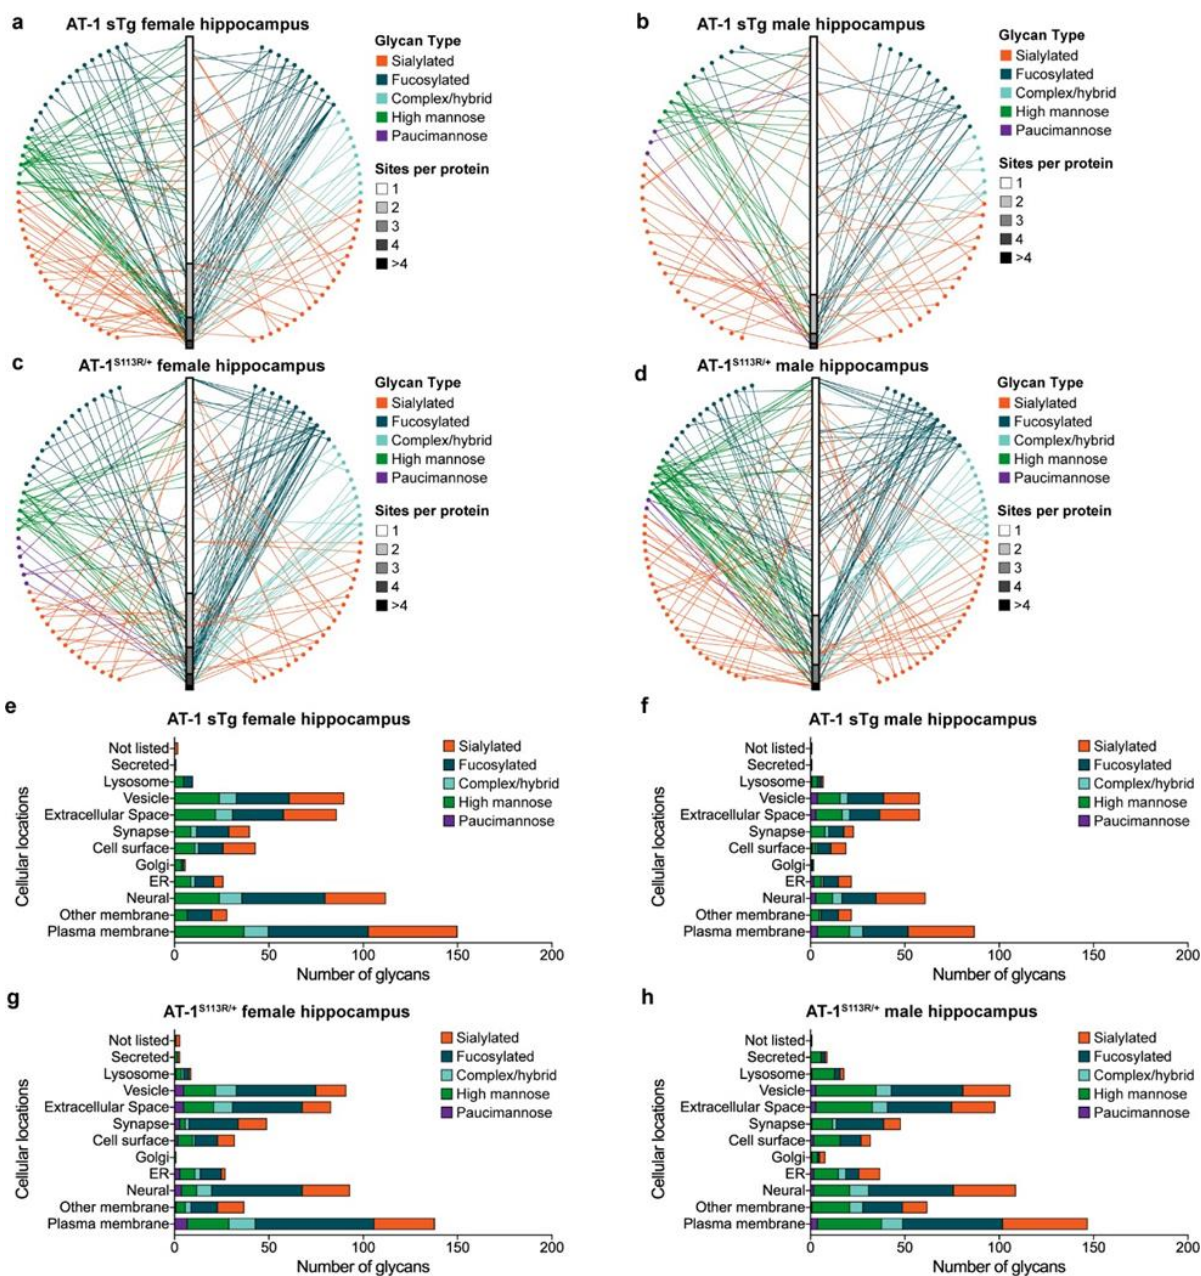 a
AT-1 sTg female hippocampus
Glycan Type
Sialylated
Fucosylated
Complex/hybrid
High mannose
Paucimannose
Sites per protein
1
2
3
4
>4
b
AT-1 sTg male hippocampus
Glycan Type
Sialylated
Fucosylated
Complex/hybrid
High mannose
Paucimannose
Sites per protein
1
2
3
4
>4
c
AT-1S113R/+ female hippocampus
Glycan Type
Sialylated
Fucosylated
Complex/hybrid
High mannose
Paucimannose
Sites per protein
1
2
3
4
>4
d
AT-1S113R/+ male hippocampus
Glycan Type
Sialylated
Fucosylated
Complex/hybrid
High mannose
Paucimannose
Sites per protein
1
2
3
4
>4
e
AT-1 sTg female hippocampus
Cellular locations
Not listed
Secreted
Lysosome
Vesicle
Extracellular Space
Synapse
Cell surface
Golgi
ER
Neural
Other membrane
Plasma membrane
Sialylated
Fucosylated
Complex/hybrid
High mannose
Paucimannose
0 50 100 150 200
Number of glycans
f
AT-1 sTg male hippocampus
Cellular locations
Not listed
Secreted
Lysosome
Vesicle
Extracellular Space
Synapse
Cell surface
Golgi
ER
Neural
Other membrane
Plasma membrane
Sialylated
Fucosylated
Complex/hybrid
High mannose
Paucimannose
0 50 100 150 200
Number of glycans
g
AT-1S113R/+ female hippocampus
Cellular locations
Not listed
Secreted
Lysosome
Vesicle
Extracellular Space
Synapse
Cell surface
Golgi
ER
Neural
Other membrane
Plasma membrane
Sialylated
Fucosylated
Complex/hybrid
High mannose
Paucimannose
0 50 100 150 200
Number of glycans
h
AT-1S113R/+ male hippocampus
Cellular locations
Not listed
Secreted
Lysosome
Vesicle
Extracellular Space
Synapse
Cell surface
Golgi
ER
Neural
Other membrane
Plasma membrane
Sialylated
Fucosylated
Complex/hybrid
High mannose
Paucimannose
0 50 100 150 200
Number of glycans